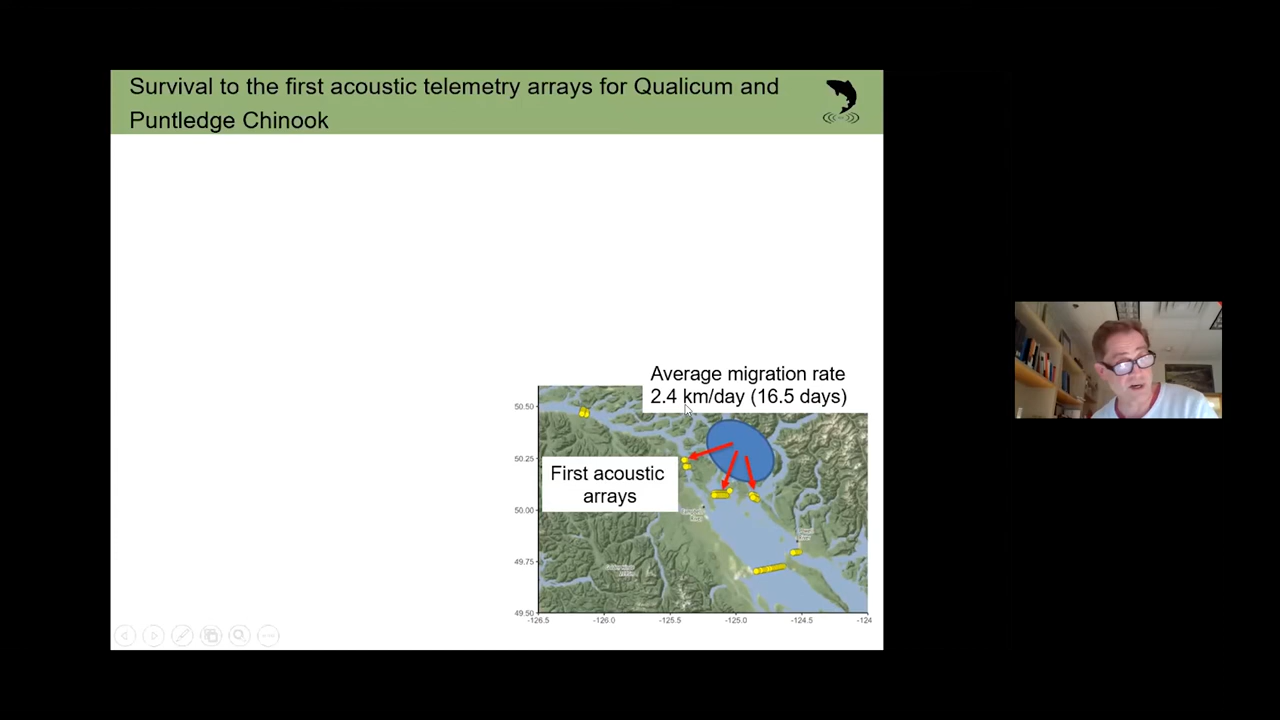 Survival to the first acoustic telemetry arrays for Qualicum and
Puntledge Chinook
Average migration rate
2.4 km/day (16.5 days)
First acoustic
arrays
50.50
50.25
50.00
49.75
49.50
-126.5
-126.0
-125.5
-125.0
-124.5
-124